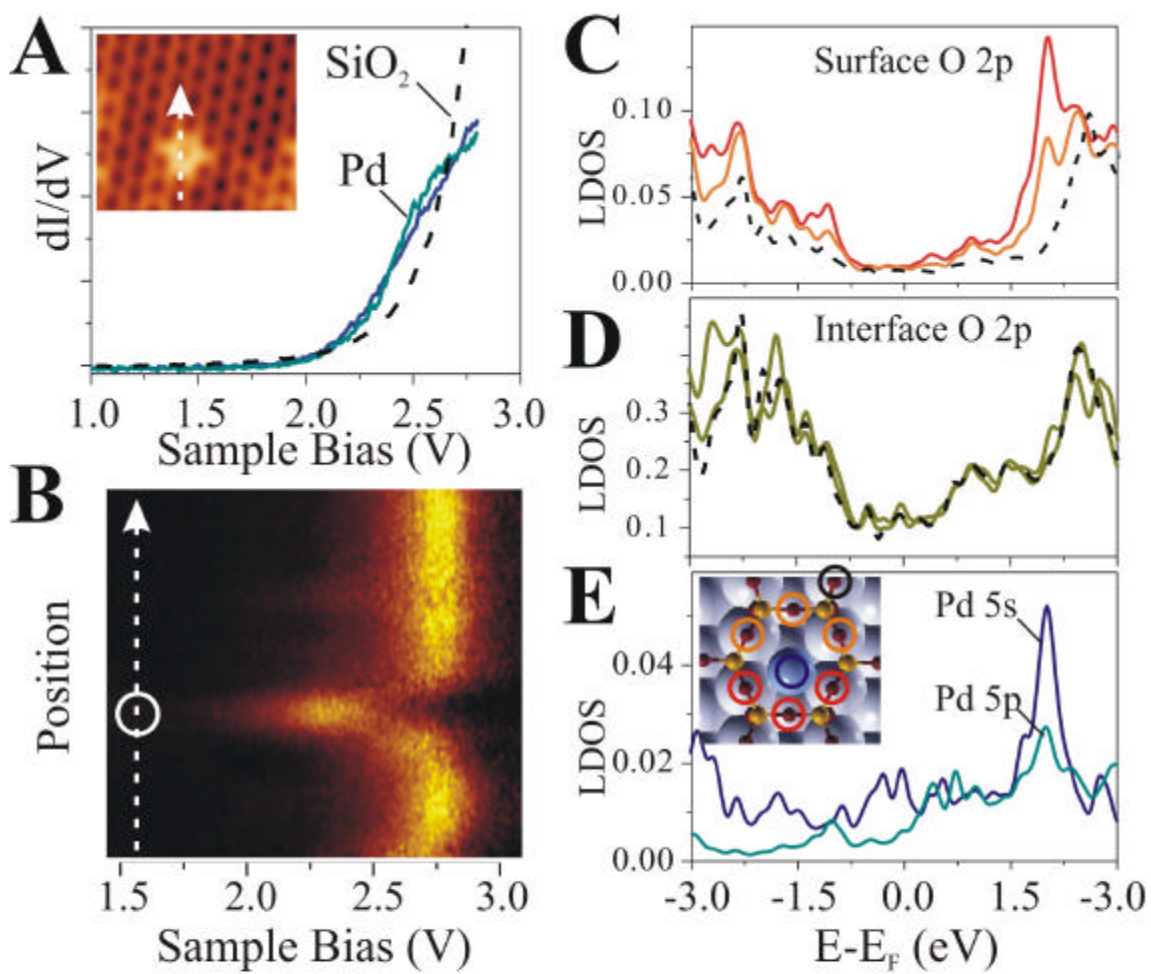 A
SiO₂
Pd
dI/dV
1.0 1.5 2.0 2.5 3.0
Sample Bias (V)
B
Position
1.5 2.0 2.5 3.0
Sample Bias (V)
C
Surface O 2p
LDOS
0.10
0.05
0.00
D
Interface O 2p
LDOS
0.3
0.2
0.1
E
Pd 5s
Pd 5p
LDOS
0.04
0.02
0.00
-3.0 -1.5 0.0 1.5 -3.0
E-E_F (eV)